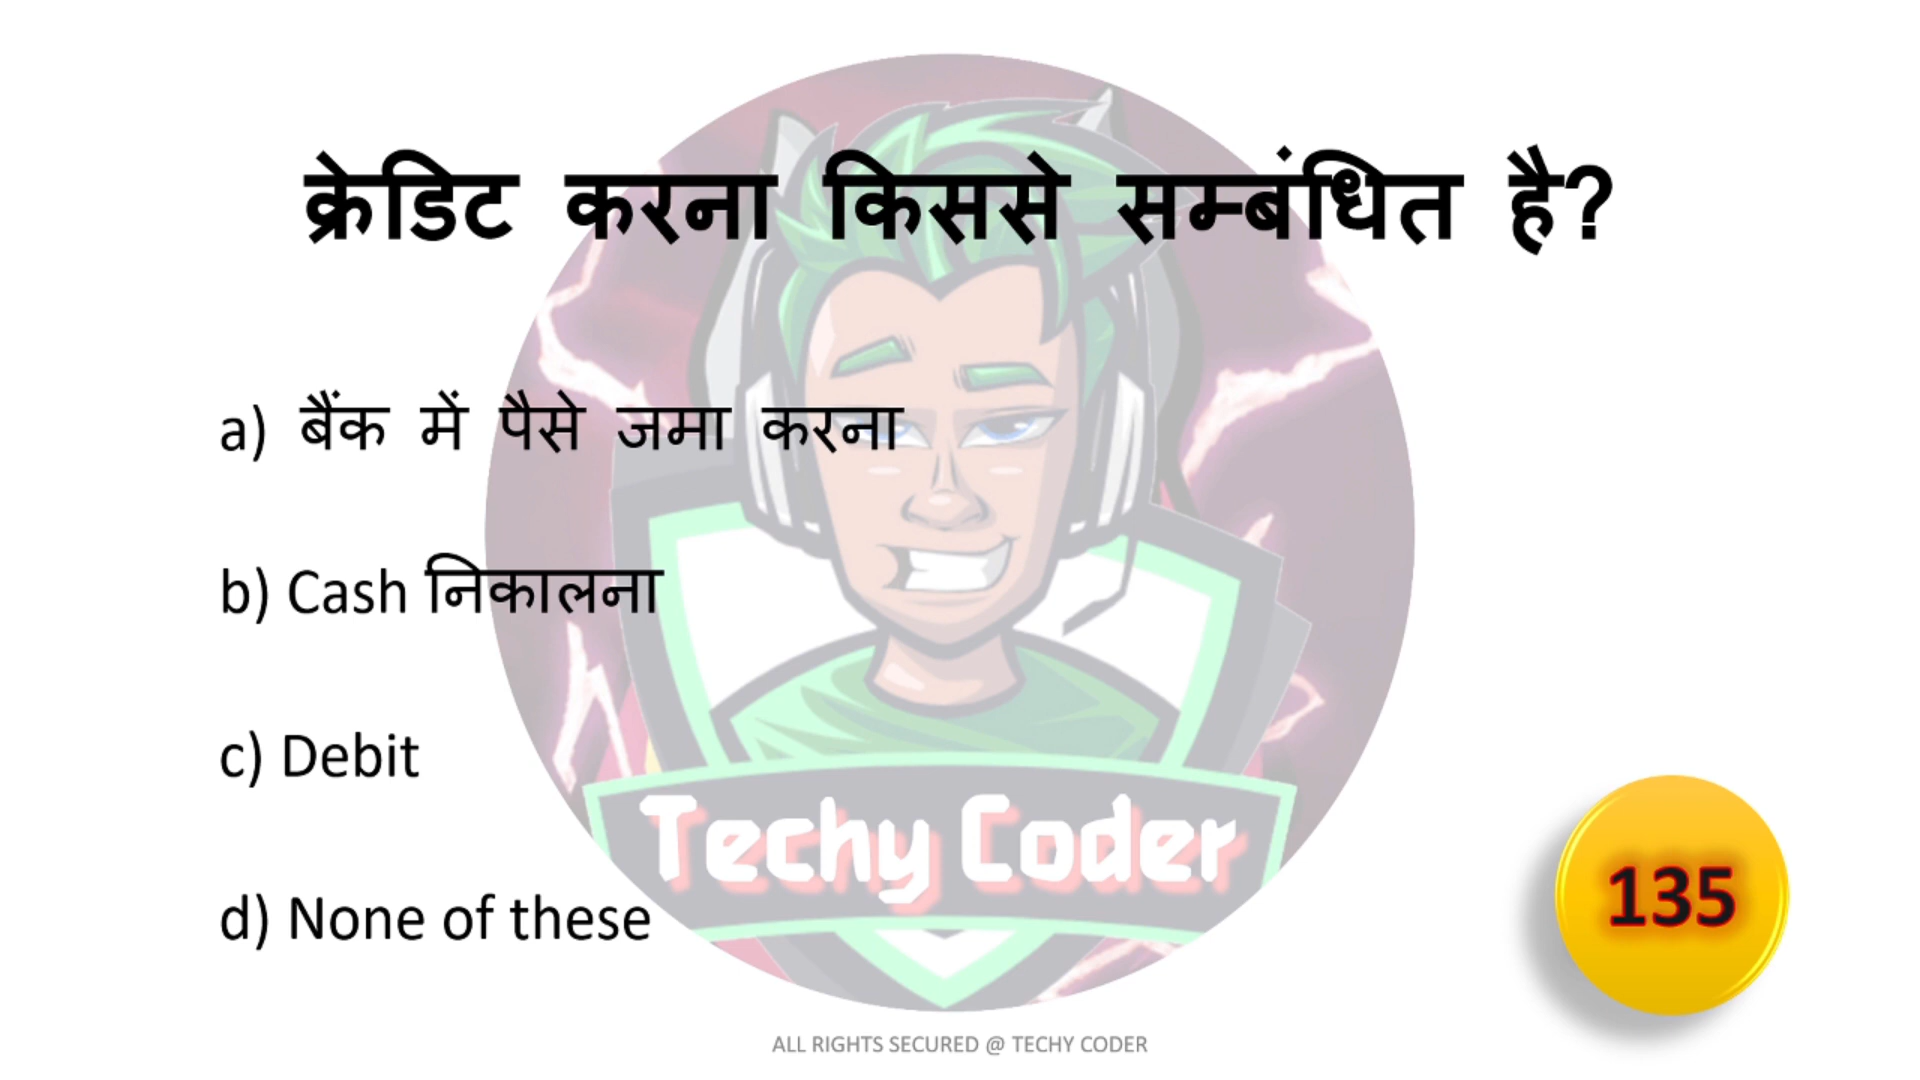 क्रेडिट करना किससे सम्बंधित है?
a) बैंक में पैसे जमा करना
b) Cash निकालना
c) Debit
Techy Coder
135
d) None of these
ALL RIGHTS SECURED @ TECHY CODER